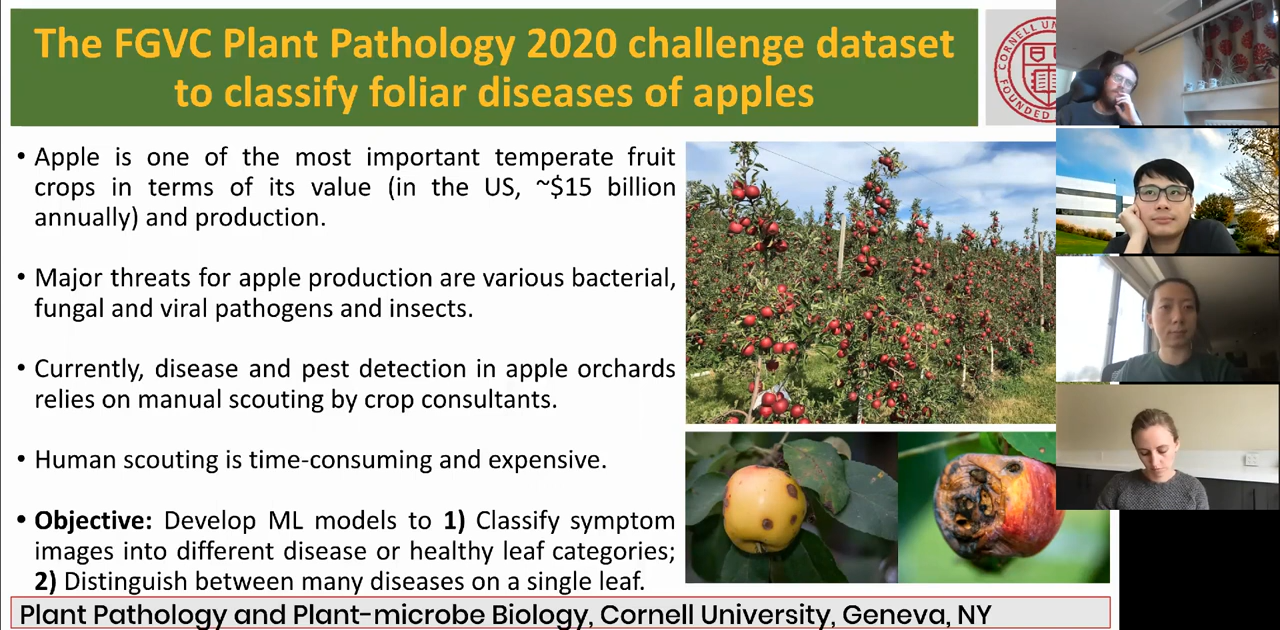 The FGVC Plant Pathology 2020 challenge dataset
to classify foliar diseases of apples
CORNELL UN
FOUNDED
• Apple is one of the most important temperate fruit
crops in terms of its value (in the US, ~$15 billion
annually) and production.
• Major threats for apple production are various bacterial,
fungal and viral pathogens and insects.
• Currently, disease and pest detection in apple orchards
relies on manual scouting by crop consultants.
• Human scouting is time-consuming and expensive.
• Objective: Develop ML models to 1) Classify symptom
images into different disease or healthy leaf categories;
2) Distinguish between many diseases on a single leaf.
Plant Pathology and Plant-microbe Biology, Cornell University, Geneva, NY